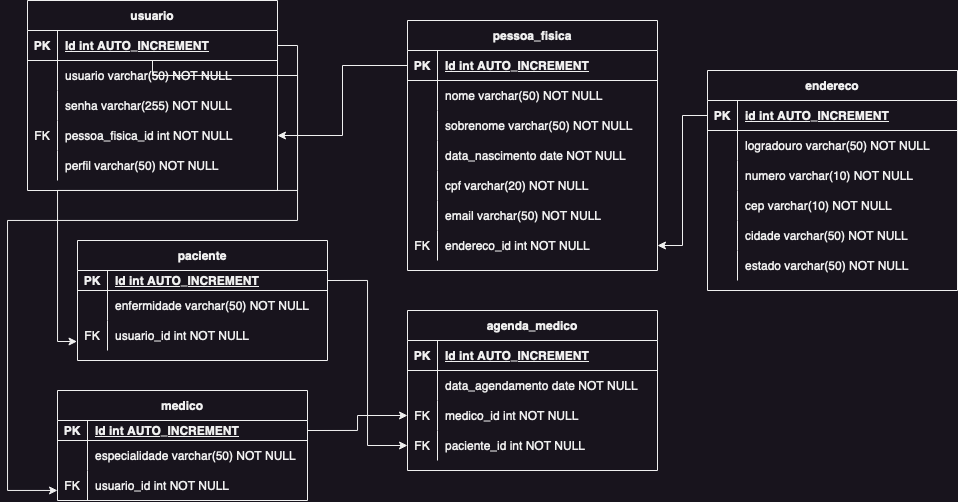 usuario
PK Id int AUTO_INCREMENT
usuario varchar(50) NOT NULL
senha varchar(255) NOT NULL
FK pessoa_fisica_id int NOT NULL
perfil varchar(50) NOT NULL
pessoa_fisica
PK Id int AUTO_INCREMENT
nome varchar(50) NOT NULL
sobrenome varchar(50) NOT NULL
data_nascimento date NOT NULL
cpf varchar(20) NOT NULL
email varchar(50) NOT NULL
FK endereco_id int NOT NULL
endereco
PK id int AUTO_INCREMENT
logradouro varchar(50) NOT NULL
numero varchar(10) NOT NULL
cep varchar(10) NOT NULL
cidade varchar(50) NOT NULL
estado varchar(50) NOT NULL
paciente
PK Id int AUTO_INCREMENT
enfermidade varchar(50) NOT NULL
FK usuario_id int NOT NULL
agenda_medico
PK Id int AUTO_INCREMENT
data_agendamento date NOT NULL
FK medico_id int NOT NULL
FK paciente_id int NOT NULL
medico
PK Id int AUTO_INCREMENT
especialidade varchar(50) NOT NULL
FK usuario_id int NOT NULL